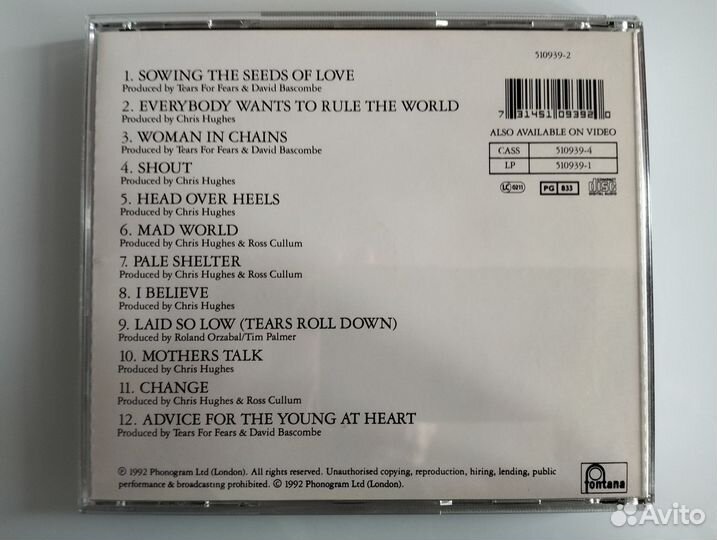 510939-2
1. SOWING THE SEEDS OF LOVE
Produced by Tears For Fears & David Bascombe
2. EVERYBODY WANTS TO RULE THE WORLD
Produced by Chris Hughes
3. WOMAN IN CHAINS
Produced by Tears For Fears & David Bascombe
4. SHOUT
Produced by Chris Hughes
5. HEAD OVER HEELS
Produced by Chris Hughes
6. MAD WORLD
Produced by Chris Hughes & Ross Cullum
7. PALE SHELTER
Produced by Chris Hughes & Ross Cullum
8. I BELIEVE
Produced by Chris Hughes
9. LAID SO LOW (TEARS ROLL DOWN)
Produced by Roland Orzabal/Tim Palmer
10. MOTHERS TALK
Produced by Chris Hughes
11. CHANGE
Produced by Chris Hughes & Ross Cullum
12. ADVICE FOR THE YOUNG AT HEART
Produced by Tears For Fears & David Bascombe
7 31451 09392 0
ALSO AVAILABLE ON VIDEO
CASS 510939-4
LP 510939-1
LC 0211 PG 833 COMPACT disc DIGITAL AUDIO
℗ 1992 Phonogram Ltd (London). All rights reserved. Unauthorised copying, reproduction, hiring, lending, public
performance & broadcasting prohibited. © 1992 Phonogram Ltd (London).
fontana
Avito